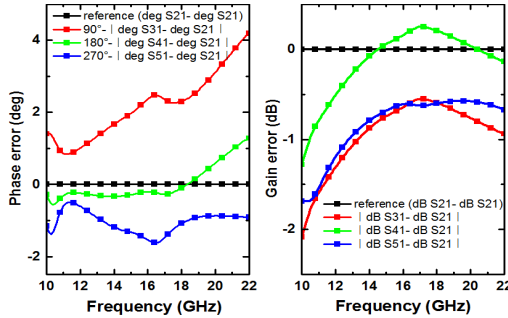 reference (deg S21- deg S21)
90°- | deg S31- deg S21 |
180°- | deg S41- deg S21 |
270°- | deg S51- deg S21 |
4
2
0
-2
Phase error (deg)
10 12 14 16 18 20 22
Frequency (GHz)
0
-1
-2
Gain error (dB)
reference (dB S21- dB S21)
| dB S31- dB S21 |
| dB S41- dB S21 |
| dB S51- dB S21 |
10 12 14 16 18 20 22
Frequency (GHz)